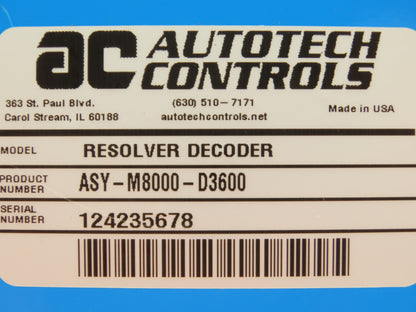 ac AUTOTECH
CONTROLS
363 St. Paul Blvd.
Carol Stream, IL 60188
(630) 510-7171
autotechcontrols.net
Made in USA
MODEL RESOLVER DECODER
PRODUCT
NUMBER ASY-M8000-D3600
SERIAL
NUMBER 124235678